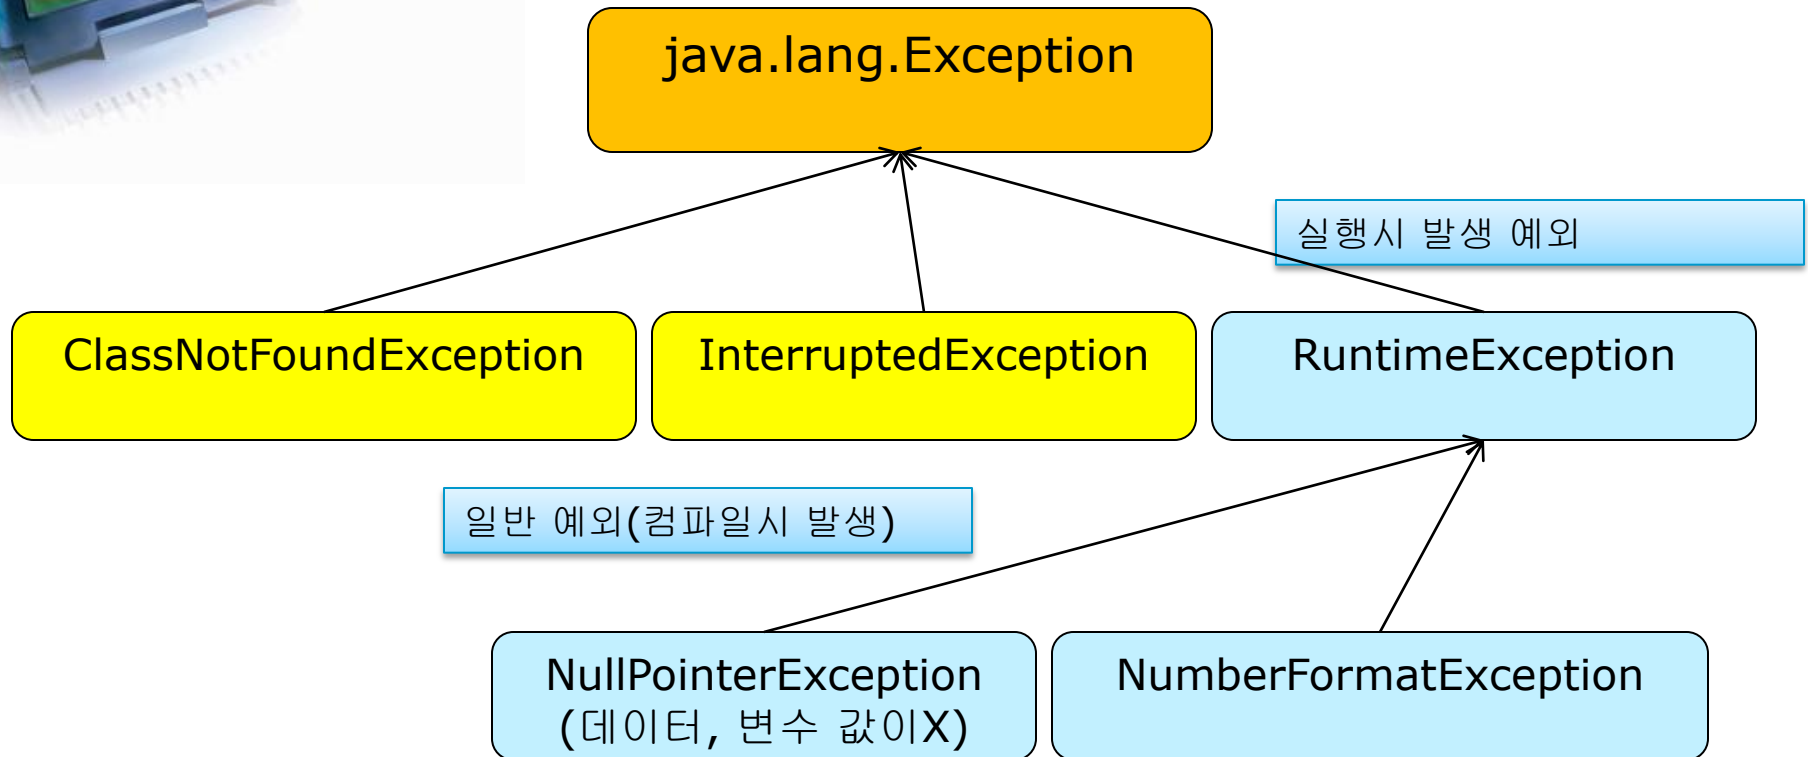 java.lang.Exception
실행시 발생 예외
ClassNotFoundException
InterruptedException
RuntimeException
일반 예외(컴파일시 발생)
NullPointerException
(데이터, 변수 값이X)
NumberFormatException